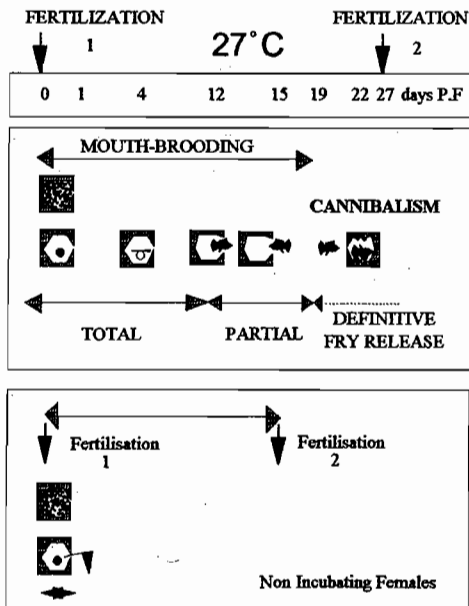 FERTILIZATION 1 27°C FERTILIZATION 2
0 1 4 12 15 19 22 27 days P.F
MOUTH-BROODING
CANNIBALISM
TOTAL PARTIAL DEFINITIVE
FRY RELEASE
Fertilisation Fertilisation
1 2
Non Incubating Females